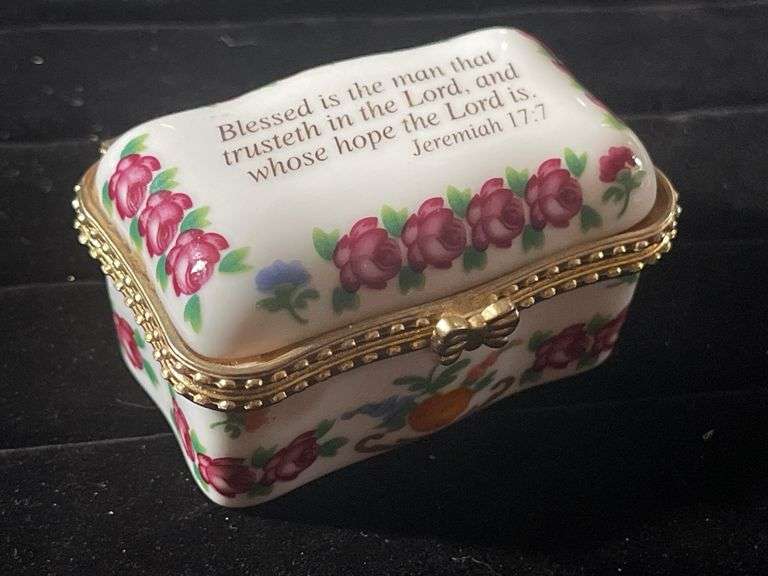 Blessed is the man that
trusteth in the Lord, and
whose hope the Lord is.
Jeremiah 17:7